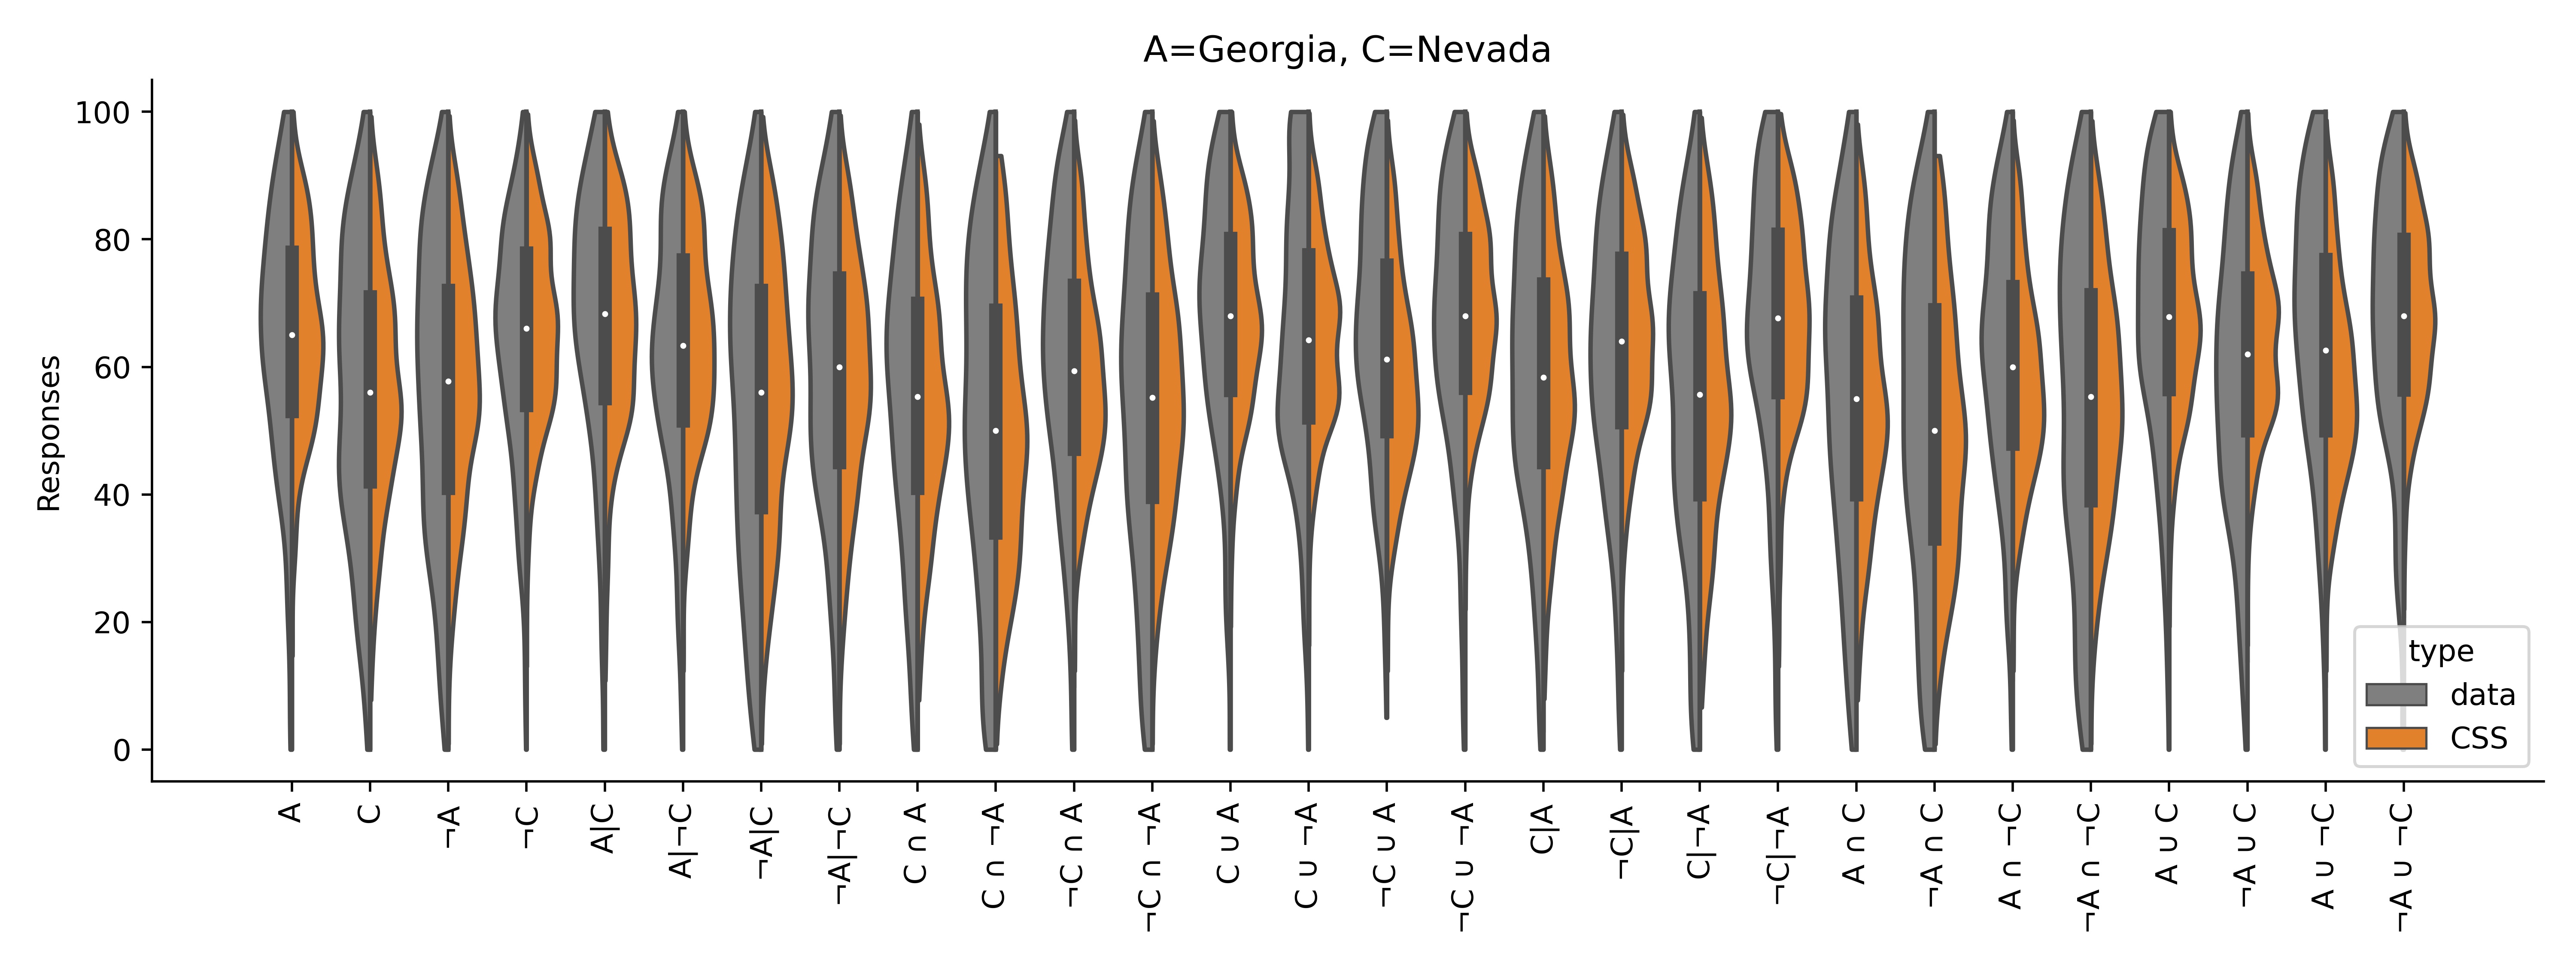 A=Georgia, C=Nevada
Responses
100
80
60
40
20
0
type
data
CSS
A
C
¬A
¬C
A|C
A|¬C
¬A|C
¬A|¬C
C ∩ A
C ∩ ¬A
¬C ∩ A
¬C ∩ ¬A
C ∪ A
C ∪ ¬A
¬C ∪ A
¬C ∪ ¬A
C|A
¬C|A
C|¬A
¬C|¬A
A ∩ C
¬A ∩ C
A ∩ ¬C
¬A ∩ ¬C
A ∪ C
¬A ∪ C
A ∪ ¬C
¬A ∪ ¬C